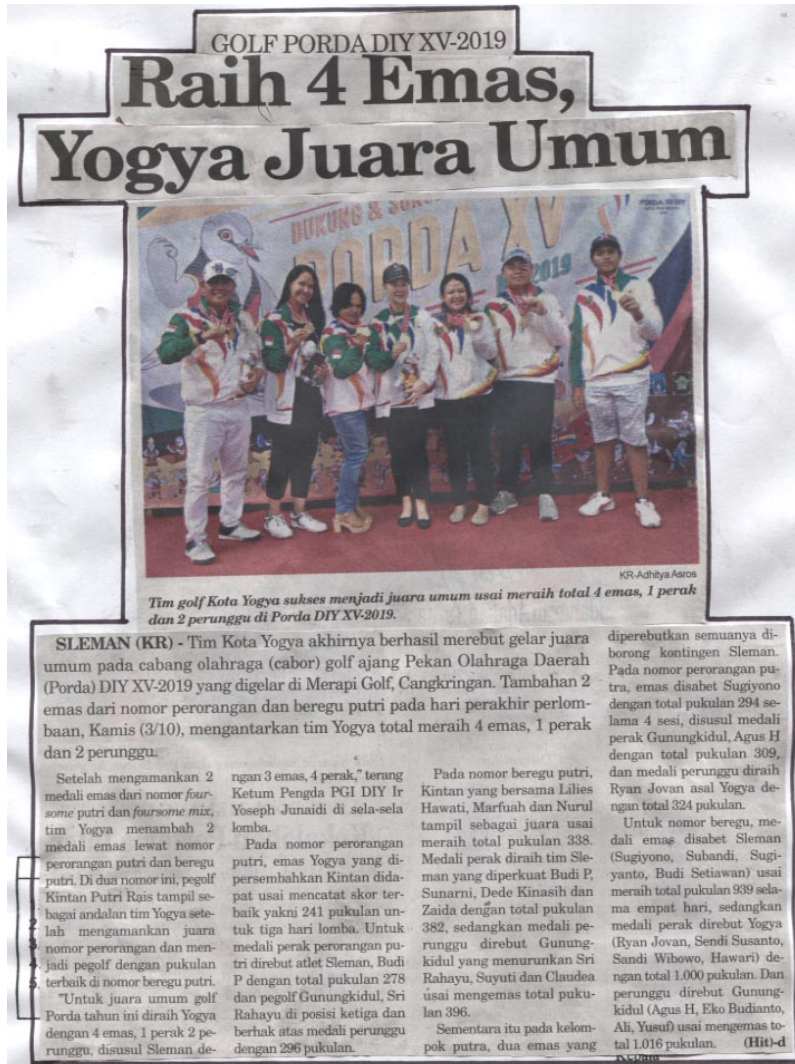 GOLF PORDA DIY XV-2019
Raih 4 Emas,
Yogya Juara Umum
DUKUNG &
PORDA XV
2019
KR-Adhitya Asros
Tim golf Kota Yogya sukses menjadi juara umum usai meraih total 4 emas, 1 perak
dan 2 perunggu di Porda DIY XV-2019.
SLEMAN (KR) - Tim Kota Yogya akhirnya berhasil merebut gelar juara
umum pada cabang olahraga (cabor) golf ajang Pekan Olahraga Daerah
(Porda) DIY XV-2019 yang digelar di Merapi Golf, Cangkringan. Tambahan 2
emas dari nomor perorangan dan beregu putri pada hari perakhir perlom-
baan, Kamis (3/10), mengantarkan tim Yogya total meraih 4 emas, 1 perak
dan 2 perunggu.
Setelah mengamankan 2
medali emas dari nomor four-
some putri dan foursome mix,
tim Yogya menambah 2
medali emas lewat nomor
perorangan putri dan beregu
putri. Di dua nomor ini, pegolf
Kintan Putri Rais tampil se-
bagai andalan tim Yogya sete-
lah mengamankan juara
nomor perorangan dan men-
jadi pegolf dengan pukulan
terbaik di nomor beregu putri.
"Untuk juara umum golf
Porda tahun ini diraih Yogya
dengan 4 emas, 1 perak 2 pe-
runggu, disusul Sleman de-
ngan 3 emas, 4 perak," terang
Ketum Pengda PGI DIY Ir
Yoseph Junaidi di sela-sela
lomba.
Pada nomor perorangan
putri, emas Yogya yang di-
persembahkan Kintan dida-
pat usai mencatat skor ter-
baik yakni 241 pukulan un-
tuk tiga hari lomba. Untuk
medali perak perorangan pu-
tri direbut atlet Sleman, Budi
P dengan total pukulan 278
dan pegolf Gunungkidul, Sri
Rahayu di posisi ketiga dan
berhak atas medali perunggu
dengan 296 pukulan.
Pada nomor beregu putri,
Kintan yang bersama Lilies
Hawati, Marfuah dan Nurul
tampil sebagai juara usai
meraih total pukulan 338.
Medali perak diraih tim Sle-
man yang diperkuat Budi P,
Sunarni, Dede Kinasih dan
Zaida dengan total pukulan
382, sedangkan medali pe-
runggu direbut Gunung-
kidul yang menurunkan Sri
Rahayu, Suyuti dan Claudea
usai mengemas total puku-
lan 396.
Sementara itu pada kelom-
pok putra, dua emas yang
diperebutkan semuanya di-
borong kontingen Sleman.
Pada nomor perorangan pu-
tra, emas disabet Sugiyono
dengan total pukulan 294 se-
lama 4 sesi, disusul medali
perak Gunungkidul, Agus H
dengan total pukulan 309,
dan medali perunggu diraih
Ryan Jovan asal Yogya de-
ngan total 324 pukulan.
Untuk nomor beregu, me-
dali emas disabet Sleman
(Sugiyono, Subandi, Sugi-
yanto, Budi Setiawan) usai
meraih total pukulan 939 sela-
ma empat hari, sedangkan
medali perak direbut Yogya
(Ryan Jovan, Sendi Susanto,
Sandi Wibowo, Hawari) de-
ngan total 1.000 pukulan. Dan
perunggu direbut Gunung-
kidul (Agus H, Eko Budianto,
Ali, Yusuf) usai mengemas to-
tal 1.016 pukulan. (Hit)-d